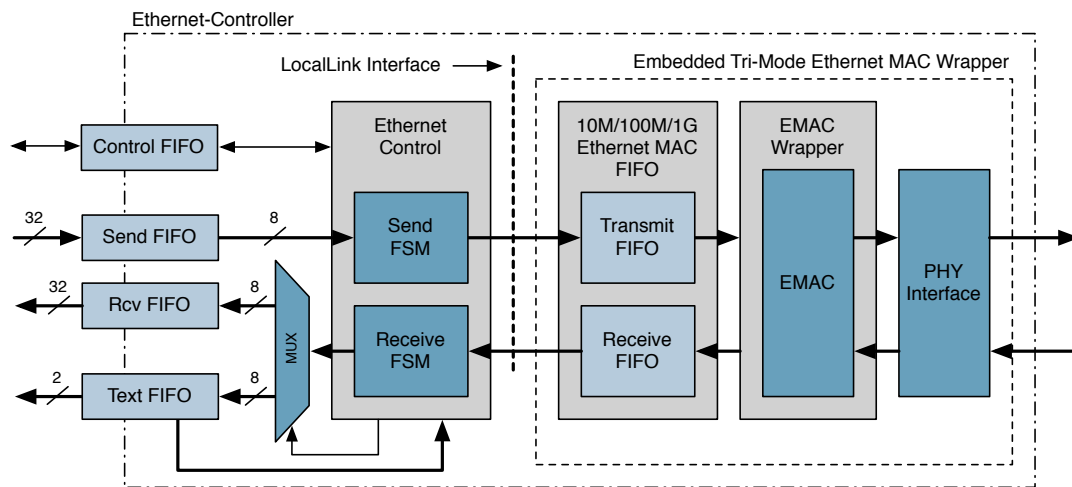 Ethernet-Controller
LocalLink Interface
Embedded Tri-Mode Ethernet MAC Wrapper
Control FIFO
Ethernet
Control
10M/100M/1G
Ethernet MAC
FIFO
EMAC
Wrapper
32
Send FIFO
8
Send
FSM
Transmit
FIFO
EMAC
PHY
Interface
32
Rcv FIFO
8
MUX
Receive
FSM
Receive
FIFO
2
Text FIFO
8